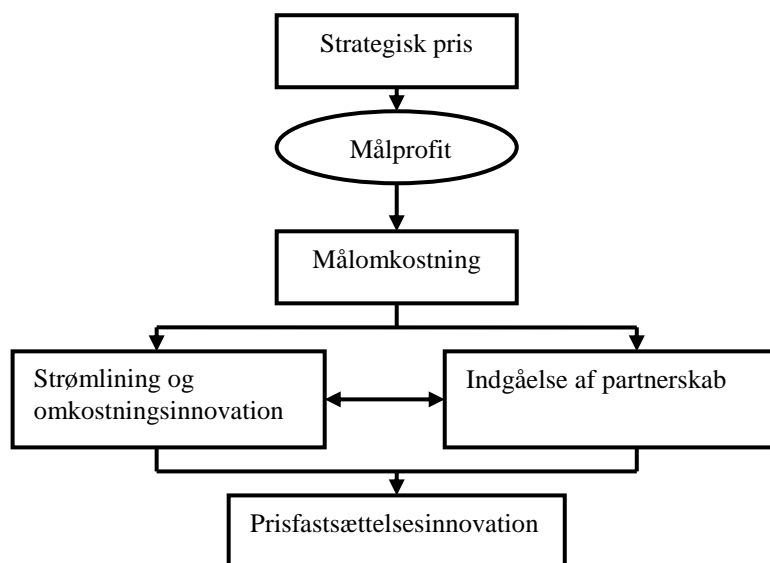 Strategisk pris
Målprofit
Målomkostning
Strømlining og
omkostningsinnovation
Indgåelse af partnerskab
Prisfastsættelsesinnovation